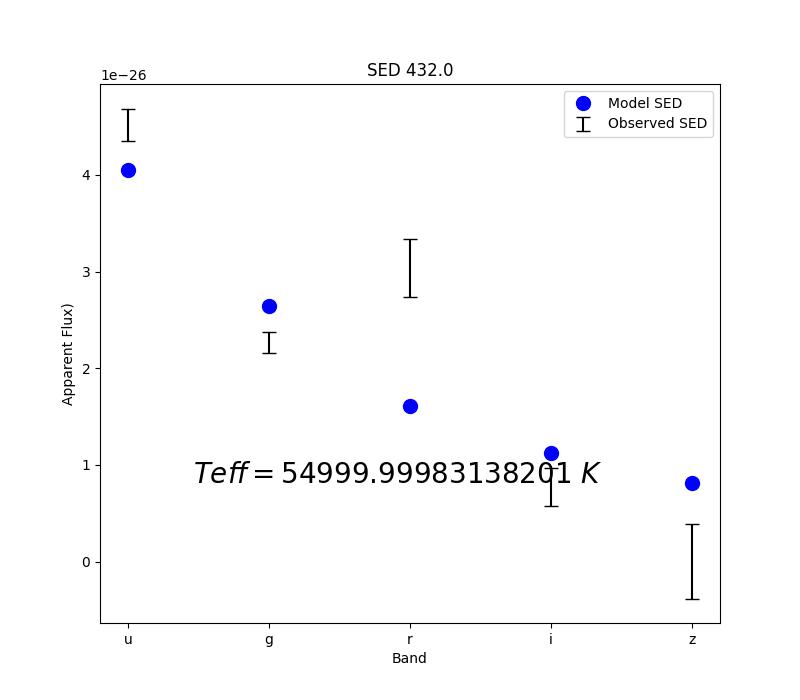 SED 432.0
1e−26
Model SED
Observed SED
4
3
2
1
0
Apparent Flux)
Teff = 54999.99983138201 K
u g r i z
Band